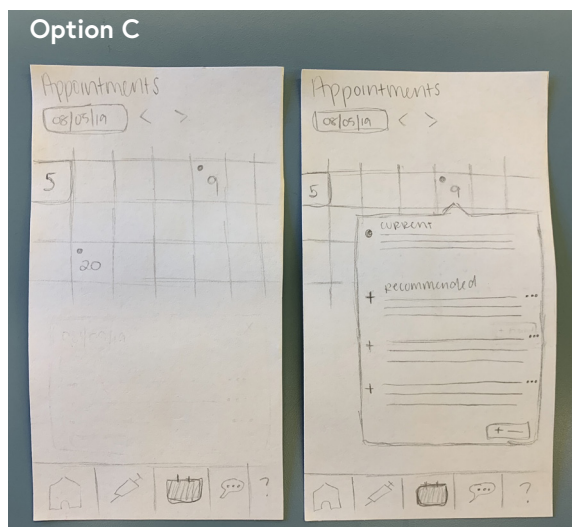 Option C
Appointments
08/05/19 < >
5
9
20
?
Appointments
08/05/19 < >
5
9
current
recommended
+
+
+
+
?